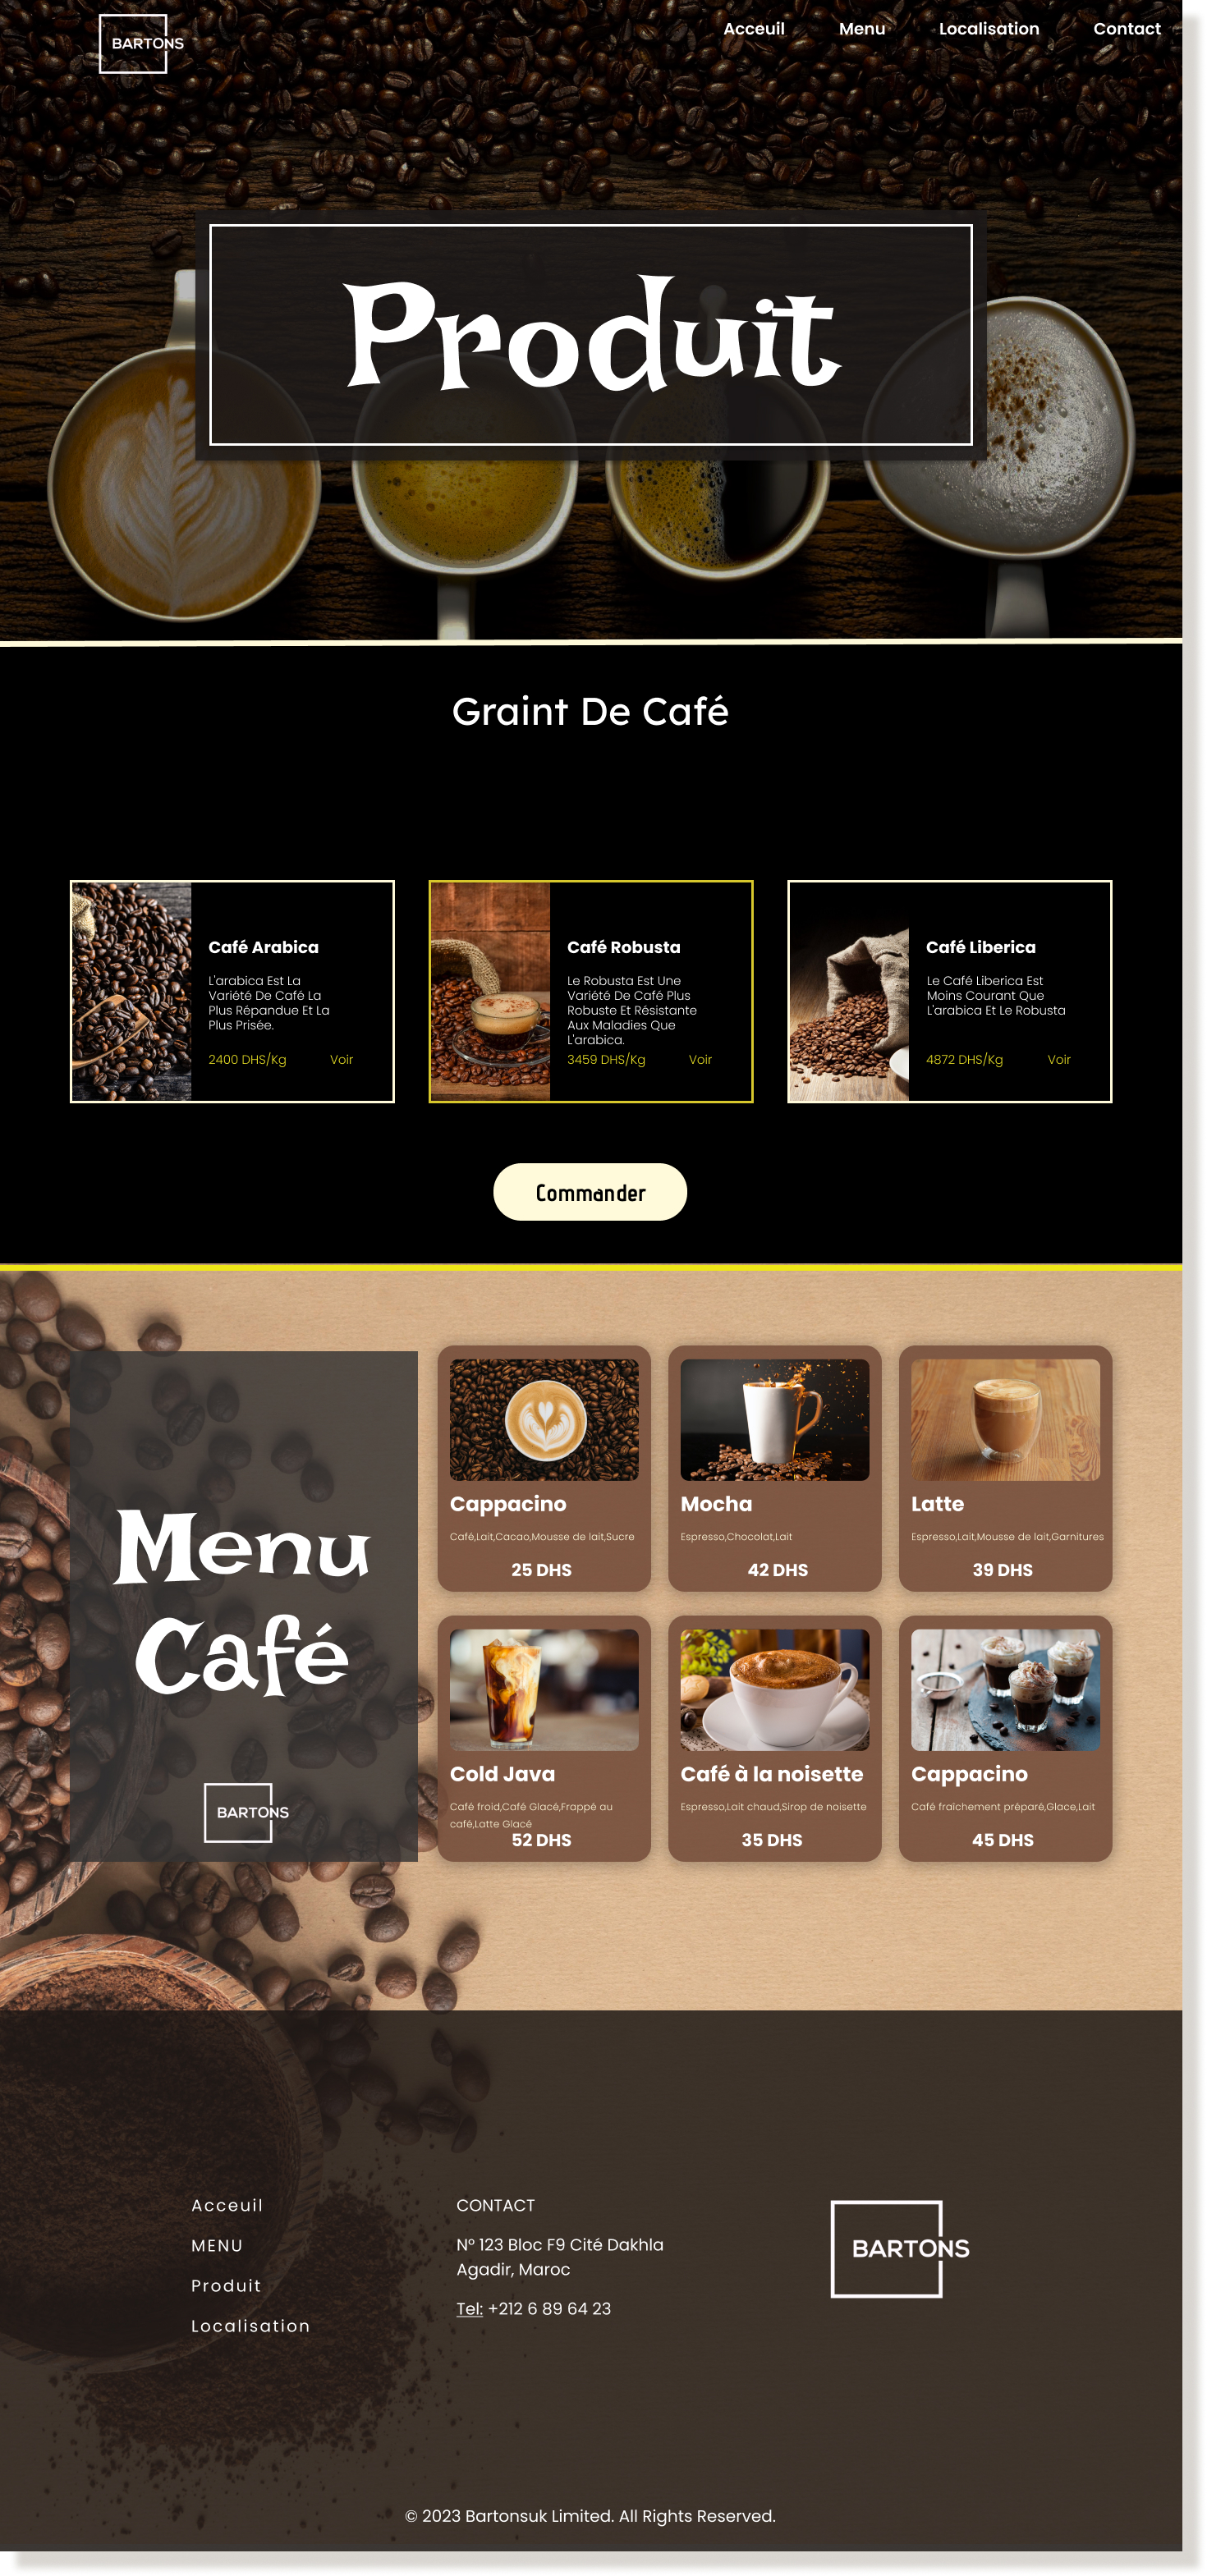 BARTONS
Acceuil Menu Localisation Contact
Produit
Graint De Café
Café Arabica
L'arabica Est La
Variété De Café La
Plus Répandue Et La
Plus Prisée.
2400 DHS/Kg Voir
Café Robusta
Le Robusta Est Une
Variété De Café Plus
Robuste Et Résistante
Aux Maladies Que
L'arabica.
3459 DHS/Kg Voir
Café Liberica
Le Café Liberica Est
Moins Courant Que
L'arabica Et Le Robusta
4872 DHS/Kg Voir
Commander
Menu
Café
BARTONS
Cappacino
Café,Lait,Cacao,Mousse de lait,Sucre
25 DHS
Mocha
Espresso,Chocolat,Lait
42 DHS
Latte
Espresso,Lait,Mousse de lait,Garnitures
39 DHS
Cold Java
Café froid,Café Glacé,Frappé au
café,Latte Glacé
52 DHS
Café à la noisette
Espresso,Lait chaud,Sirop de noisette
35 DHS
Cappacino
Café fraîchement préparé,Glace,Lait
45 DHS
Acceuil
MENU
Produit
Localisation
CONTACT
N° 123 Bloc F9 Cité Dakhla
Agadir, Maroc
Tel: +212 6 89 64 23
BARTONS
© 2023 Bartonsuk Limited. All Rights Reserved.